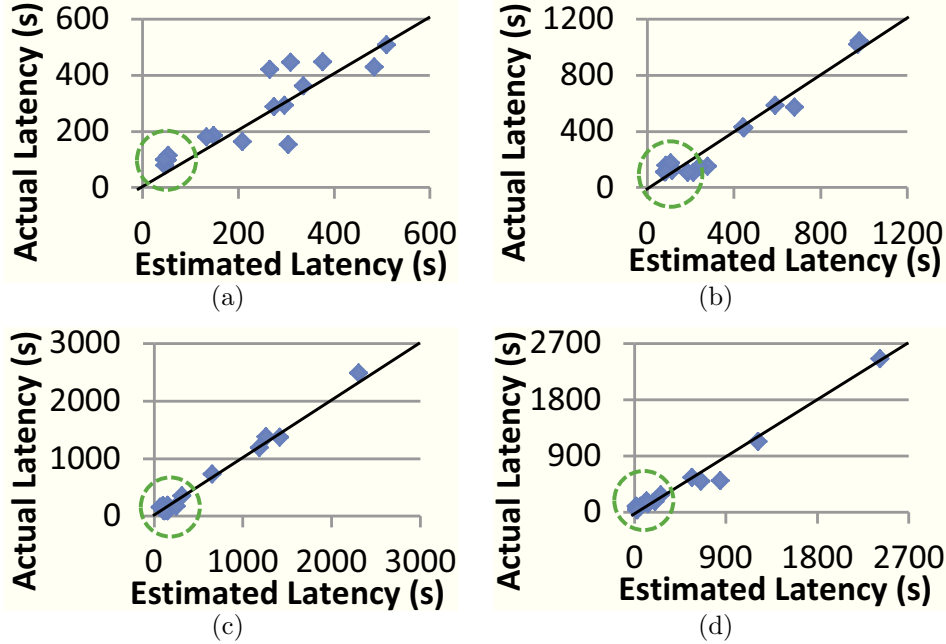 Actual Latency (s)
600
400
200
0
0 200 400 600
Estimated Latency (s)
(a)
Actual Latency (s)
1200
800
400
0
0 400 800 1200
Estimated Latency (s)
(b)
Actual Latency (s)
3000
2000
1000
0
0 1000 2000 3000
Estimated Latency (s)
(c)
Actual Latency (s)
2700
1800
900
0
0 900 1800 2700
Estimated Latency (s)
(d)